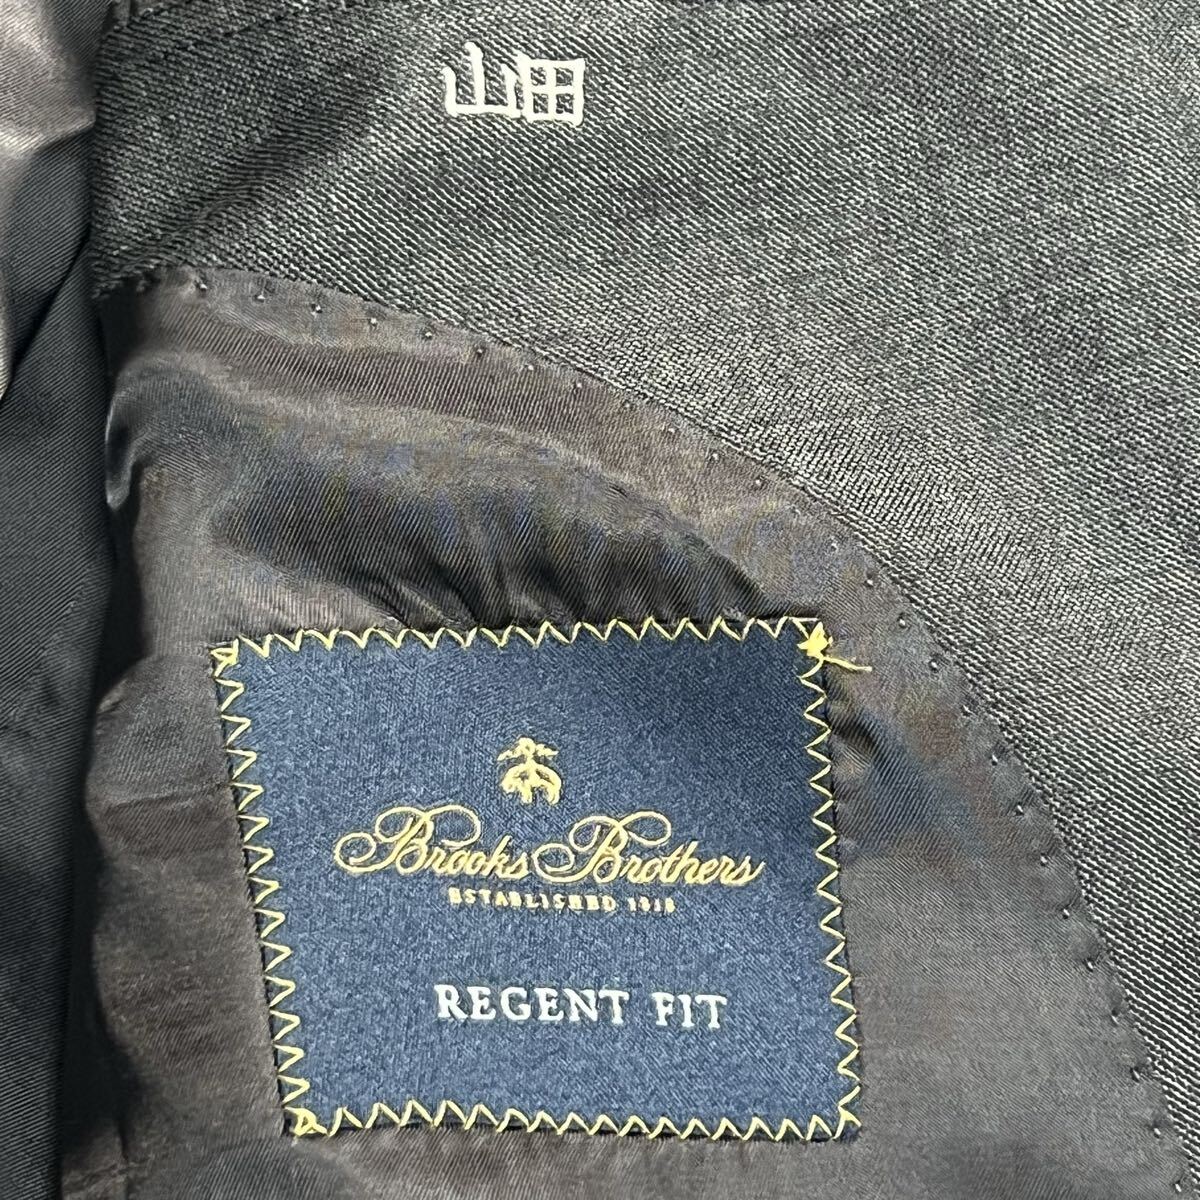 山田
Brooks Brothers
ESTABLISHED 1818
REGENT FIT